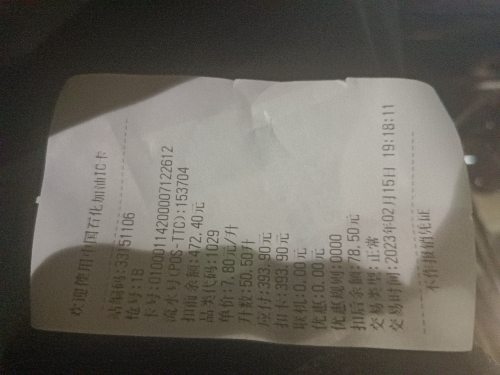 欢迎使用中国石化加油IC卡
站编码:33151106
枪号:18
卡号:01000114200007122612
流水号(POS-TTC):153704
扣前余额:472.40元
品类代码:1029
单价:7.80元/升
升数:50.50升
应付:393.90元
扣卡:393.90元
取机:0.00元
优惠:0.00元
优惠规则:0000
扣后余额:78.50元
交易类型:正常
交易时间:2023年02月15日 19:18:11
不作报销凭证